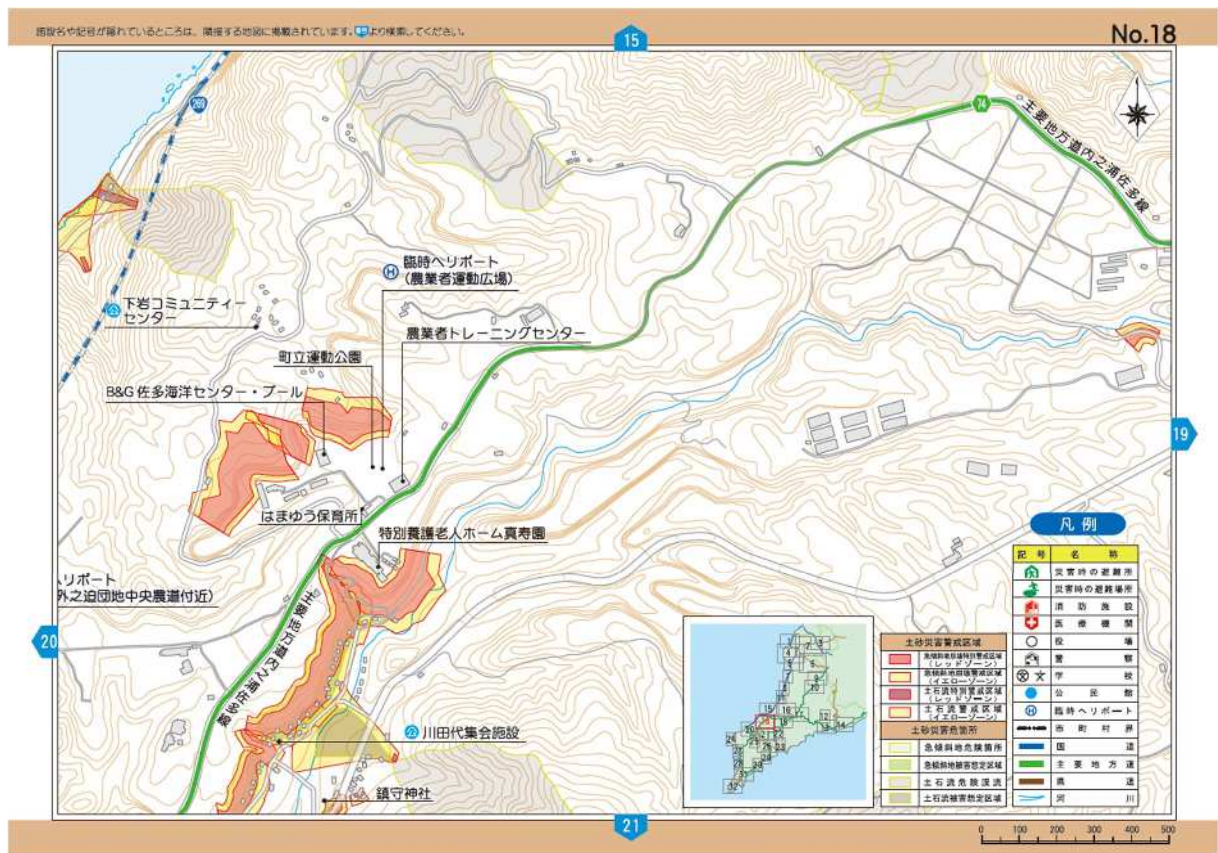 施設名や記号が隠れているところは、隣接する地図に掲載されています。
より検索してください。
15
No.18
269
74
主要地方道内之浦佐多線
臨時ヘリポート
(農業者運動広場)
下岩コミュニティー
センター
農業者トレーニングセンター
町立運動公園
B&G 佐多海洋センター・プール
19
はまゆう保育所
特別養護老人ホーム真寿園
ヘリポート
外之迫団地中央農道付近)
20
主要地方道内之浦佐多線
川田代集会施設
鎮守神社
21
凡例
記号 名称
災害時の避難所
災害時の避難場所
消防施設
医療機関
役場
警察
学校
公民館
臨時ヘリポート
市町村界
国道
主要地方道
県道
河川
土砂災害警戒区域
急傾斜地崩壊特別警戒区域
(レッドゾーン)
急傾斜地崩壊警戒区域
(イエローゾーン)
土石流特別警戒区域
(レッドゾーン)
土石流警戒区域
(イエローゾーン)
土砂災害危険箇所
急傾斜地危険箇所
急傾斜地被害想定区域
土石流危険渓流
土石流被害想定区域
0 100 200 300 400 500